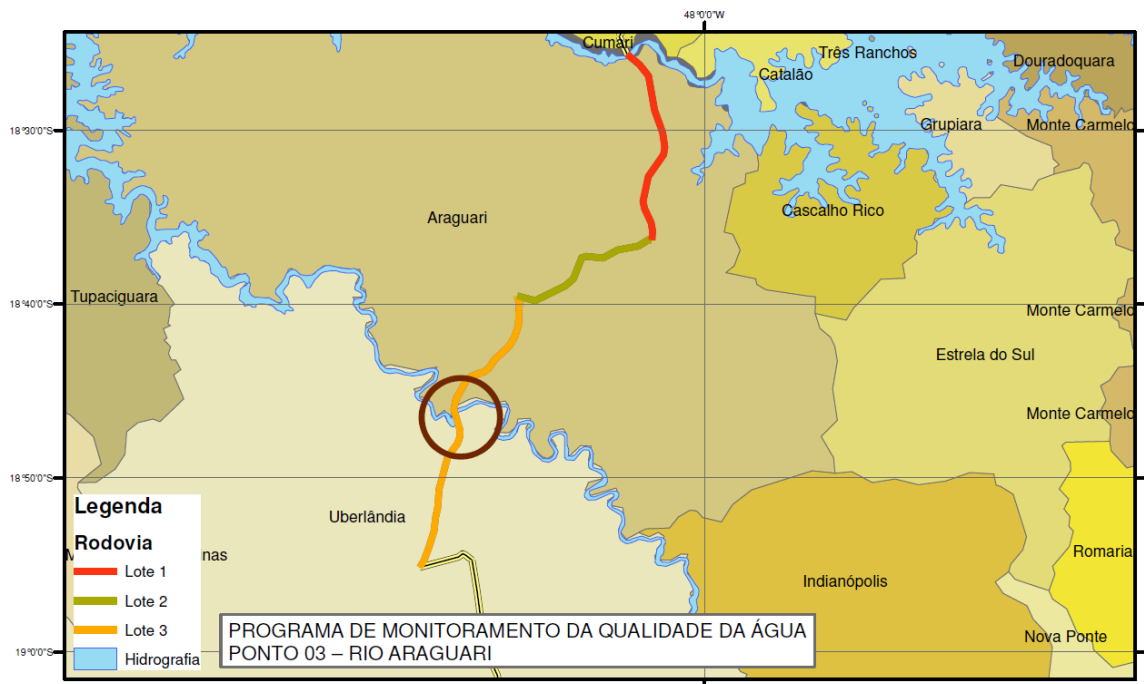 48°0'0"W
Cumari
Três Ranchos
Douradoquara
Catalão
Grupiara
Monte Carmelo
18°30'0"S
Cascalho Rico
Araguari
Tupaciguara
18°40'0"S
Monte Carmelo
Estrela do Sul
Monte Carmelo
18°50'0"S
Legenda
Uberlândia
Rodovia
M
nas
Romaria
Lote 1
Indianópolis
Lote 2
Lote 3
PROGRAMA DE MONITORAMENTO DA QUALIDADE DA ÁGUA
PONTO 03 – RIO ARAGUARI
Nova Ponte
19°0'0"S
Hidrografia